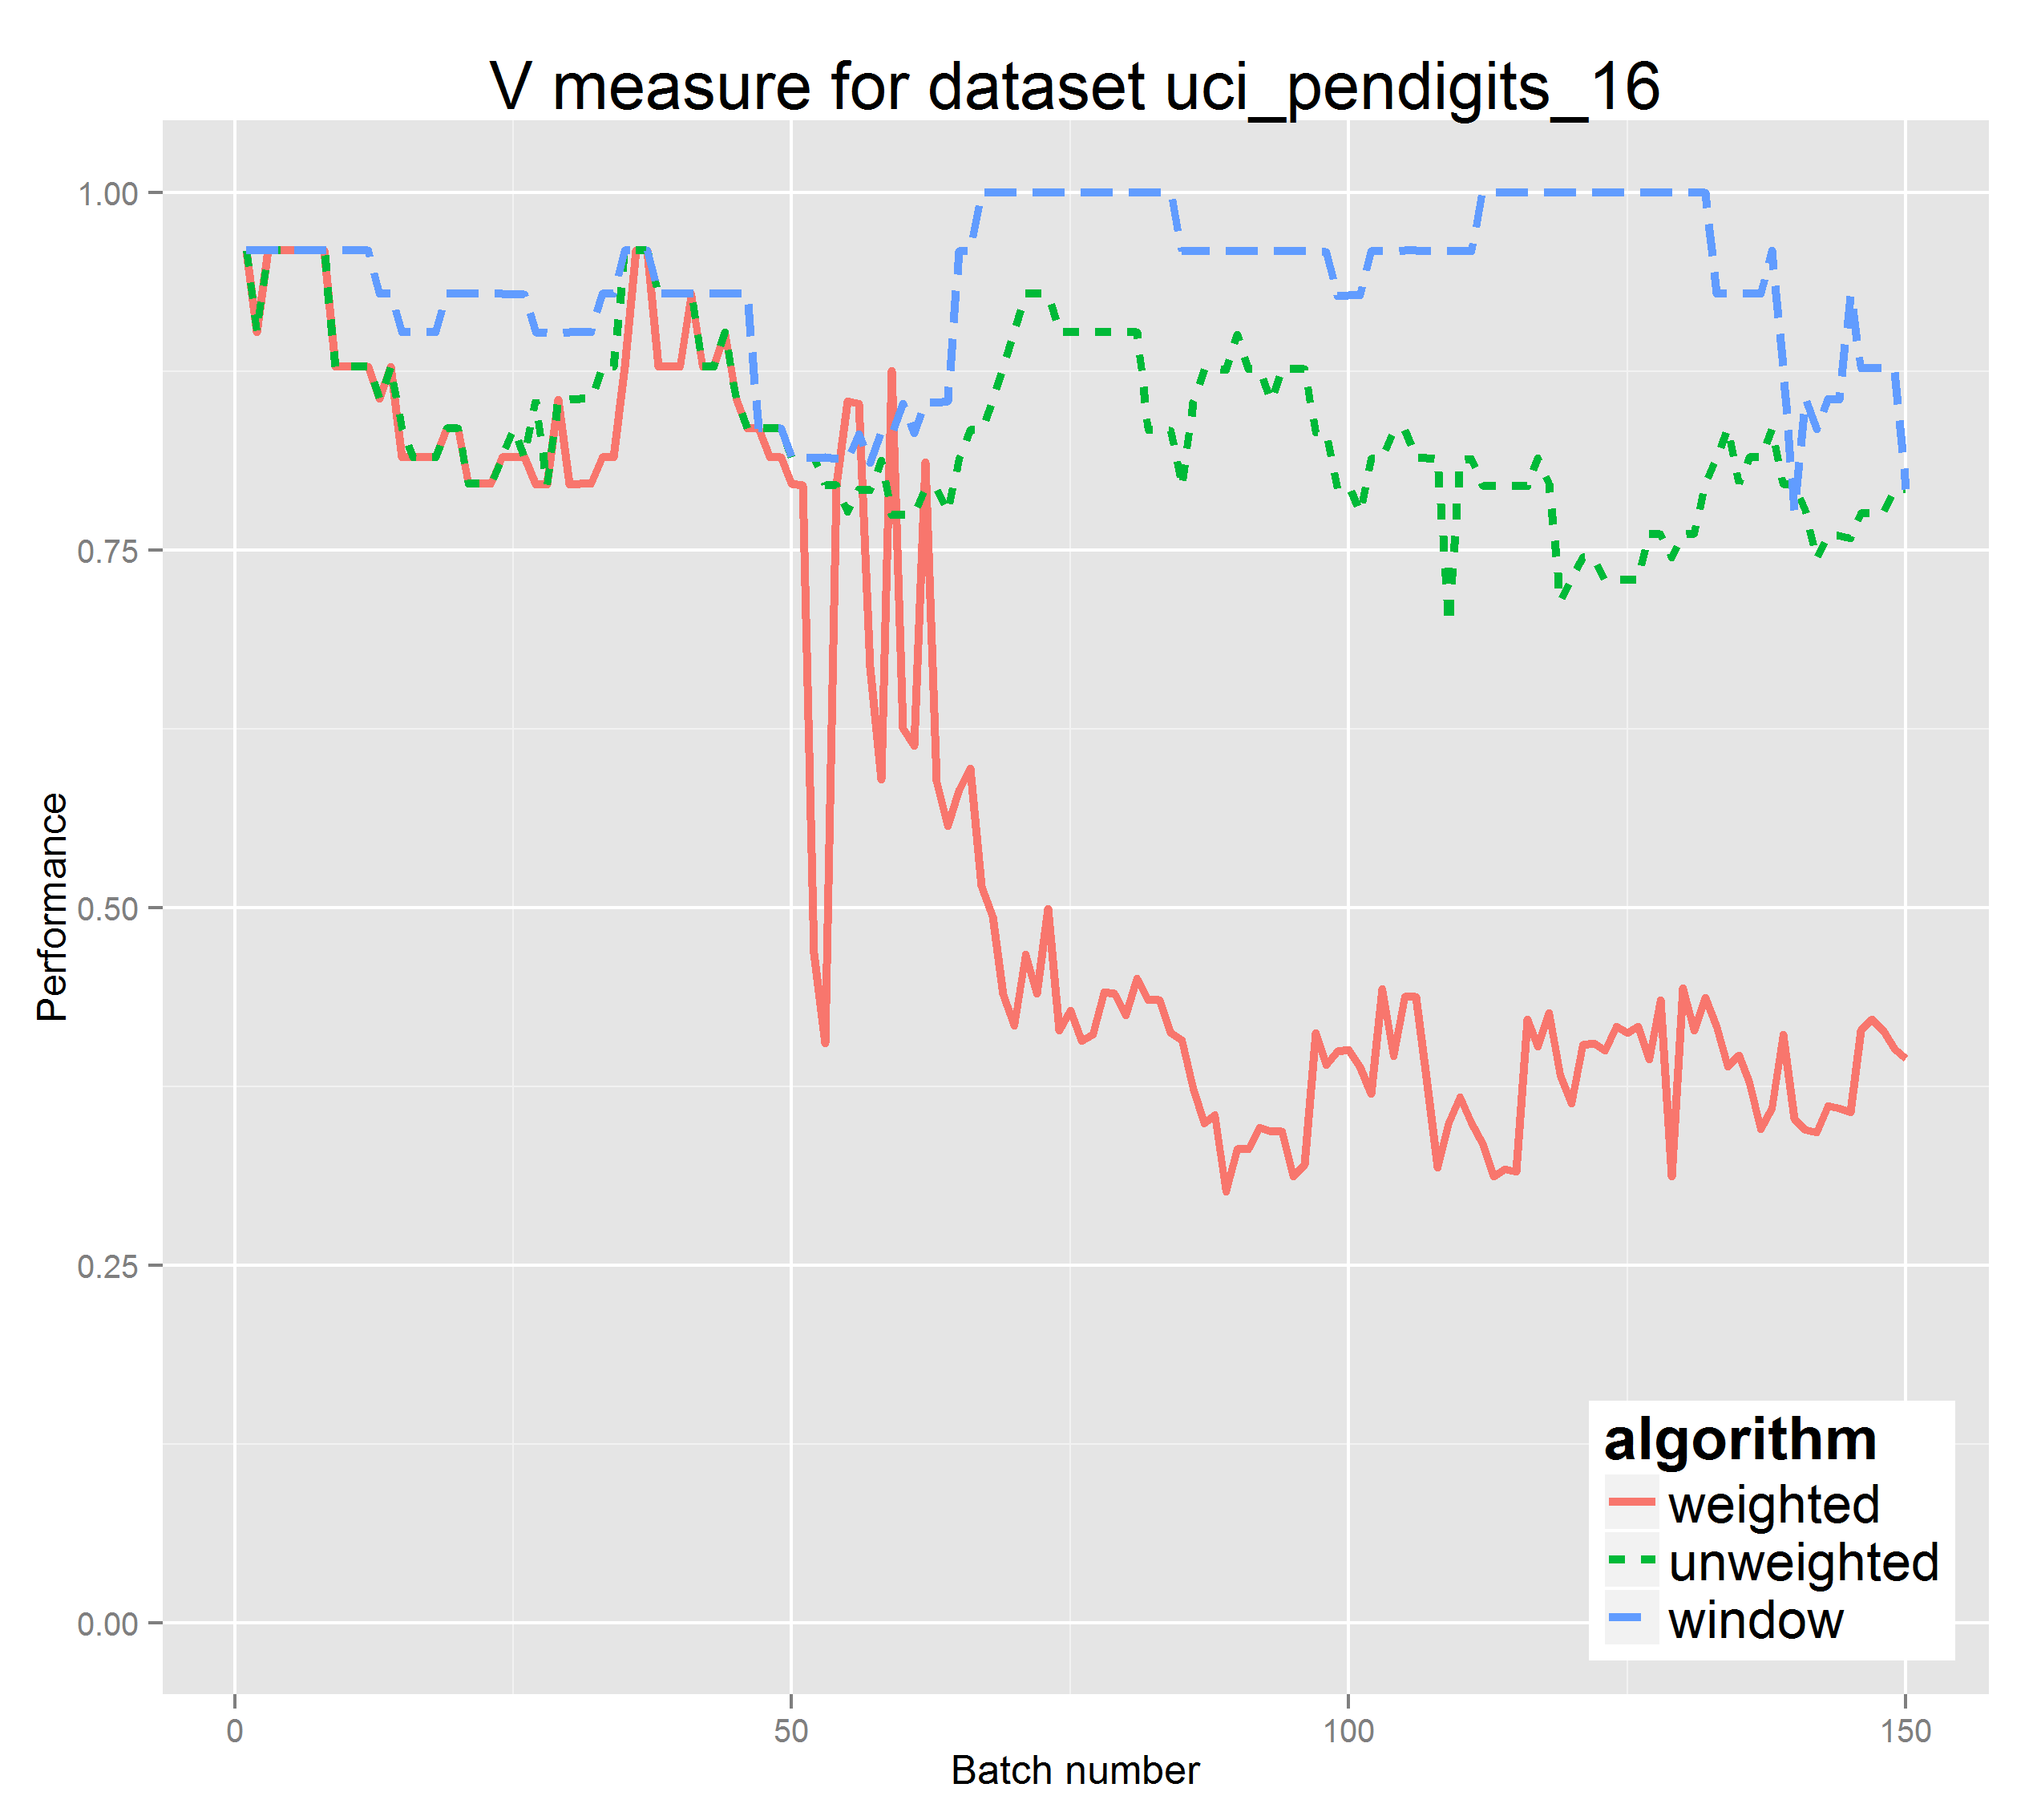 V measure for dataset uci_pendigits_16
1.00
0.75
0.50
0.25
0.00
Performance
0
50
100
150
Batch number
algorithm
weighted
unweighted
window